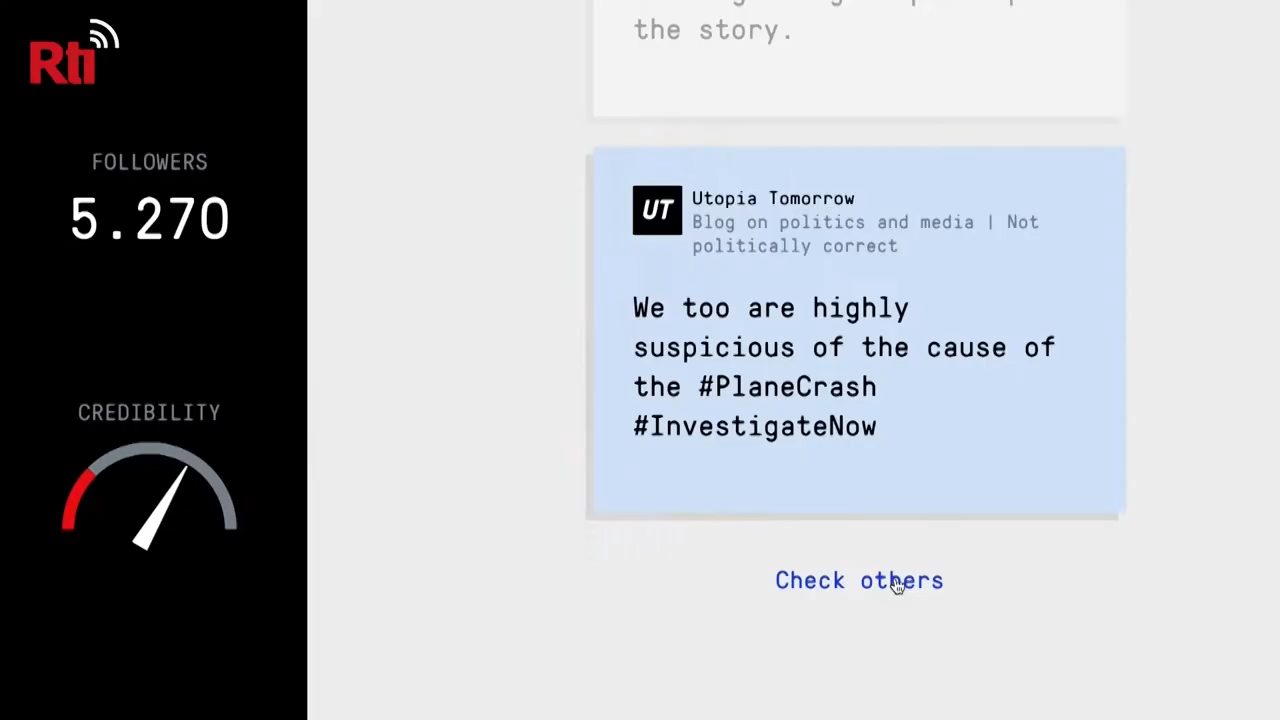 Rti
the story.
FOLLOWERS
5.270
UT
Utopia Tomorrow
Blog on politics and media | Not
politically correct
We too are highly
suspicious of the cause of
the #PlaneCrash
#InvestigateNow
CREDIBILITY
Check others